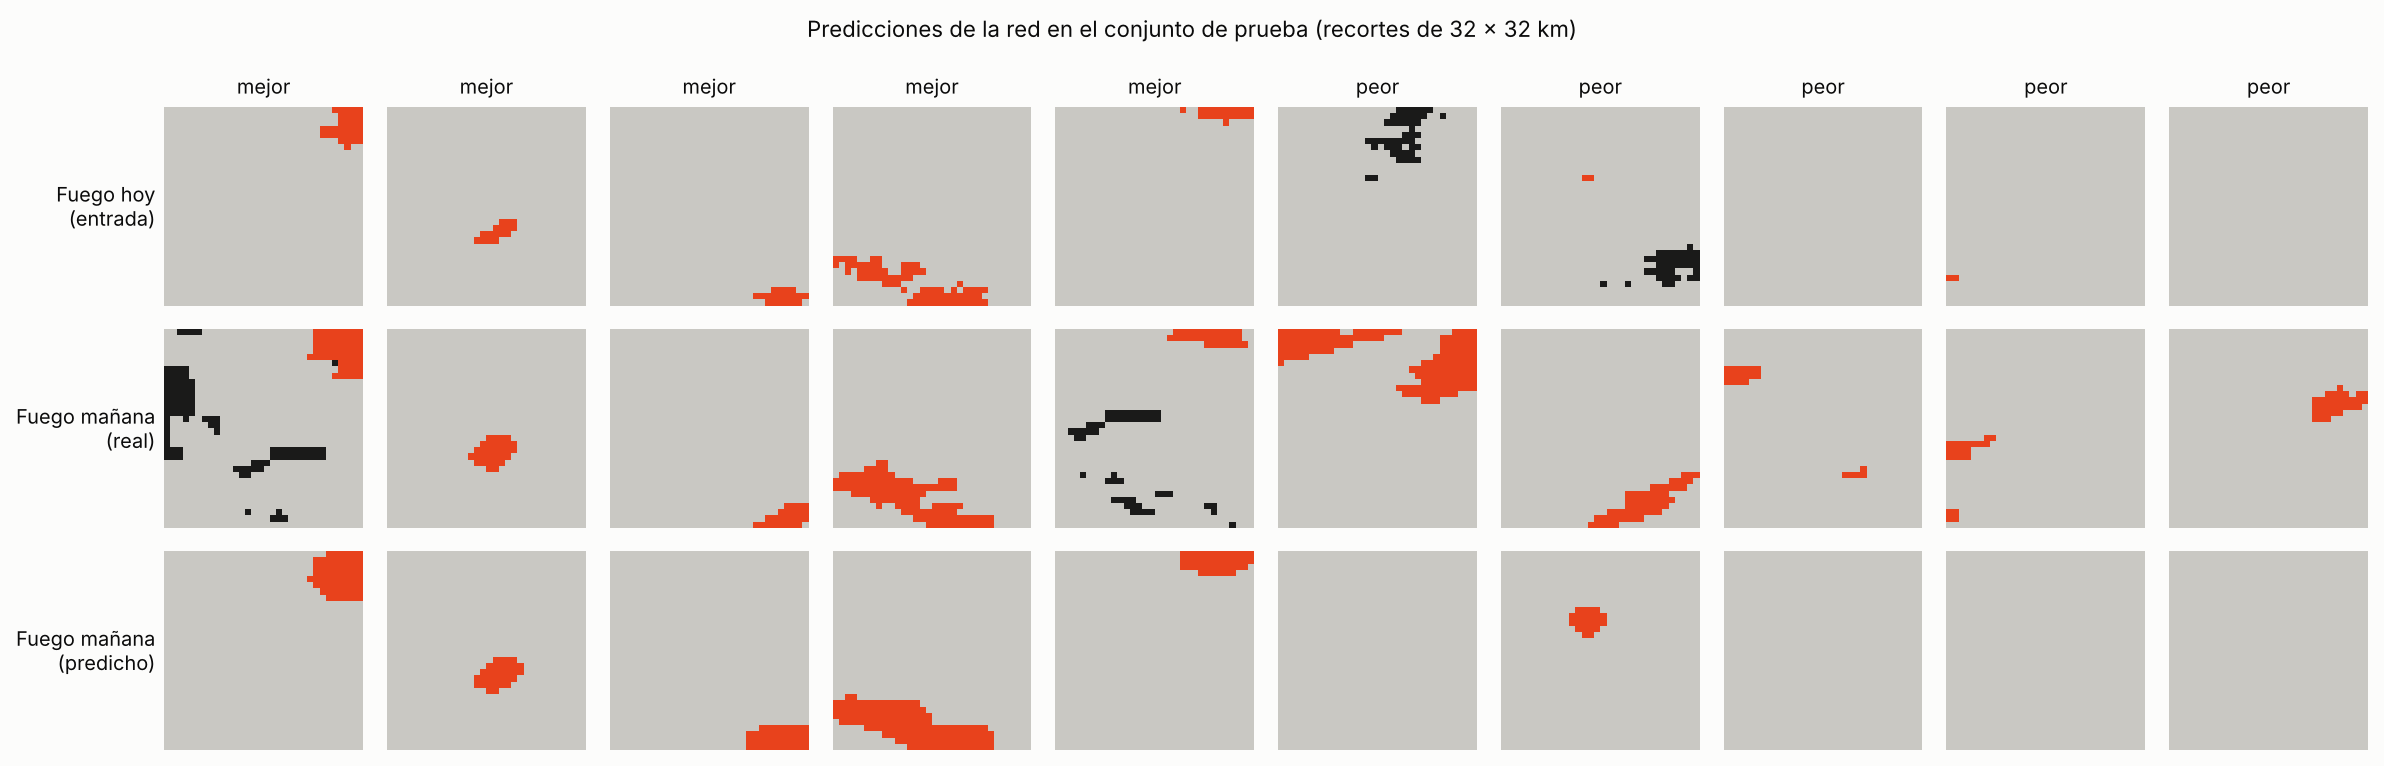 Predicciones de la red en el conjunto de prueba (recortes de 32 × 32 km)
mejor mejor mejor mejor mejor peor peor peor peor peor
Fuego hoy
(entrada)
Fuego mañana
(real)
Fuego mañana
(predicho)